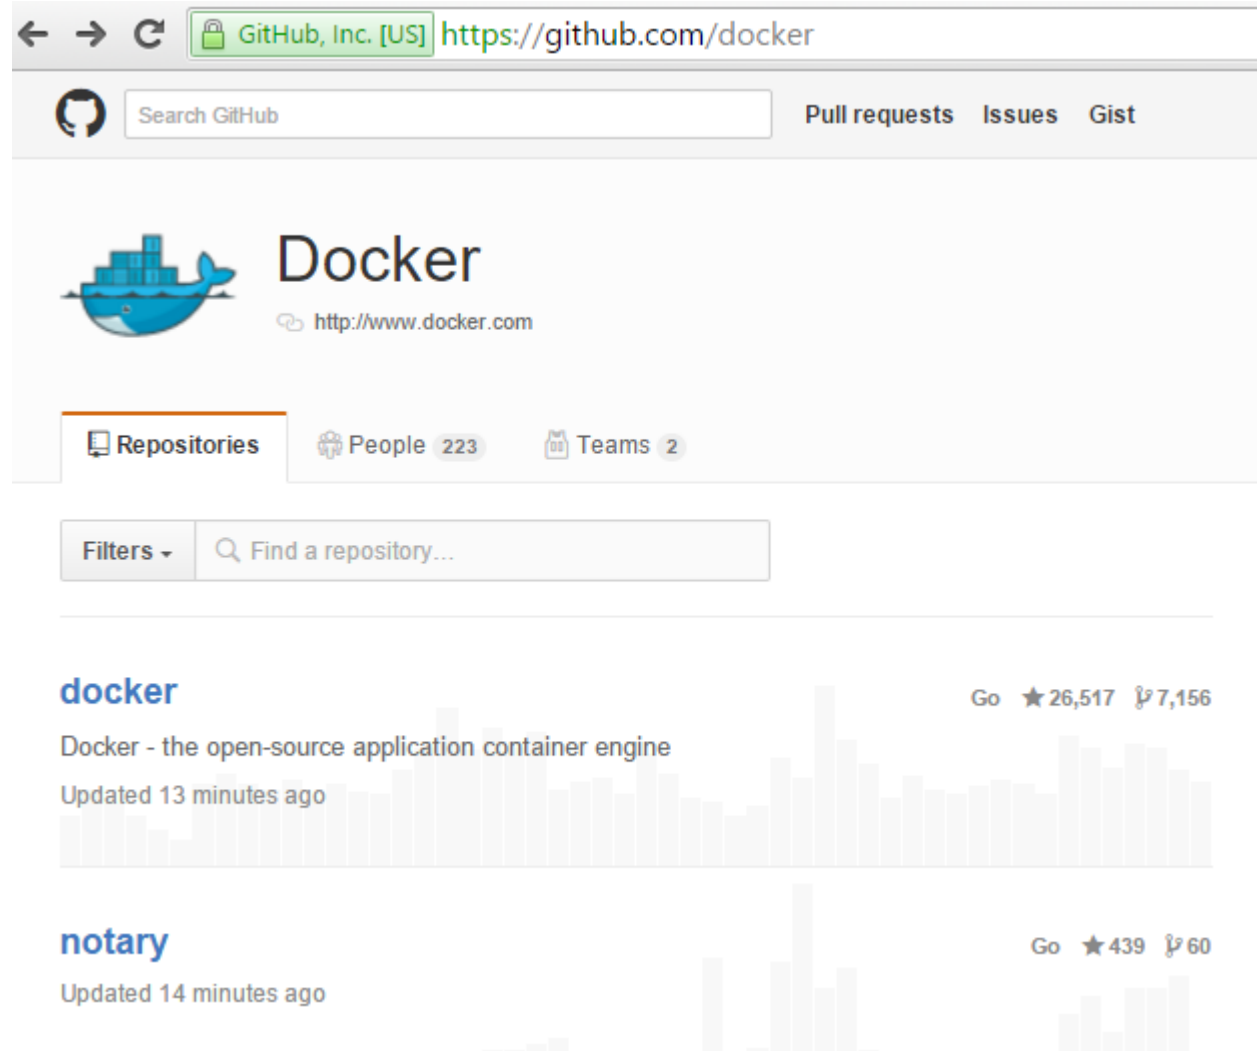 GitHub, Inc. [US] https://github.com/docker
Search GitHub Pull requests Issues Gist
Docker
http://www.docker.com
Repositories People 223 Teams 2
Filters Find a repository...
docker Go 26,517 7,156
Docker - the open-source application container engine
Updated 13 minutes ago
notary Go 439 60
Updated 14 minutes ago